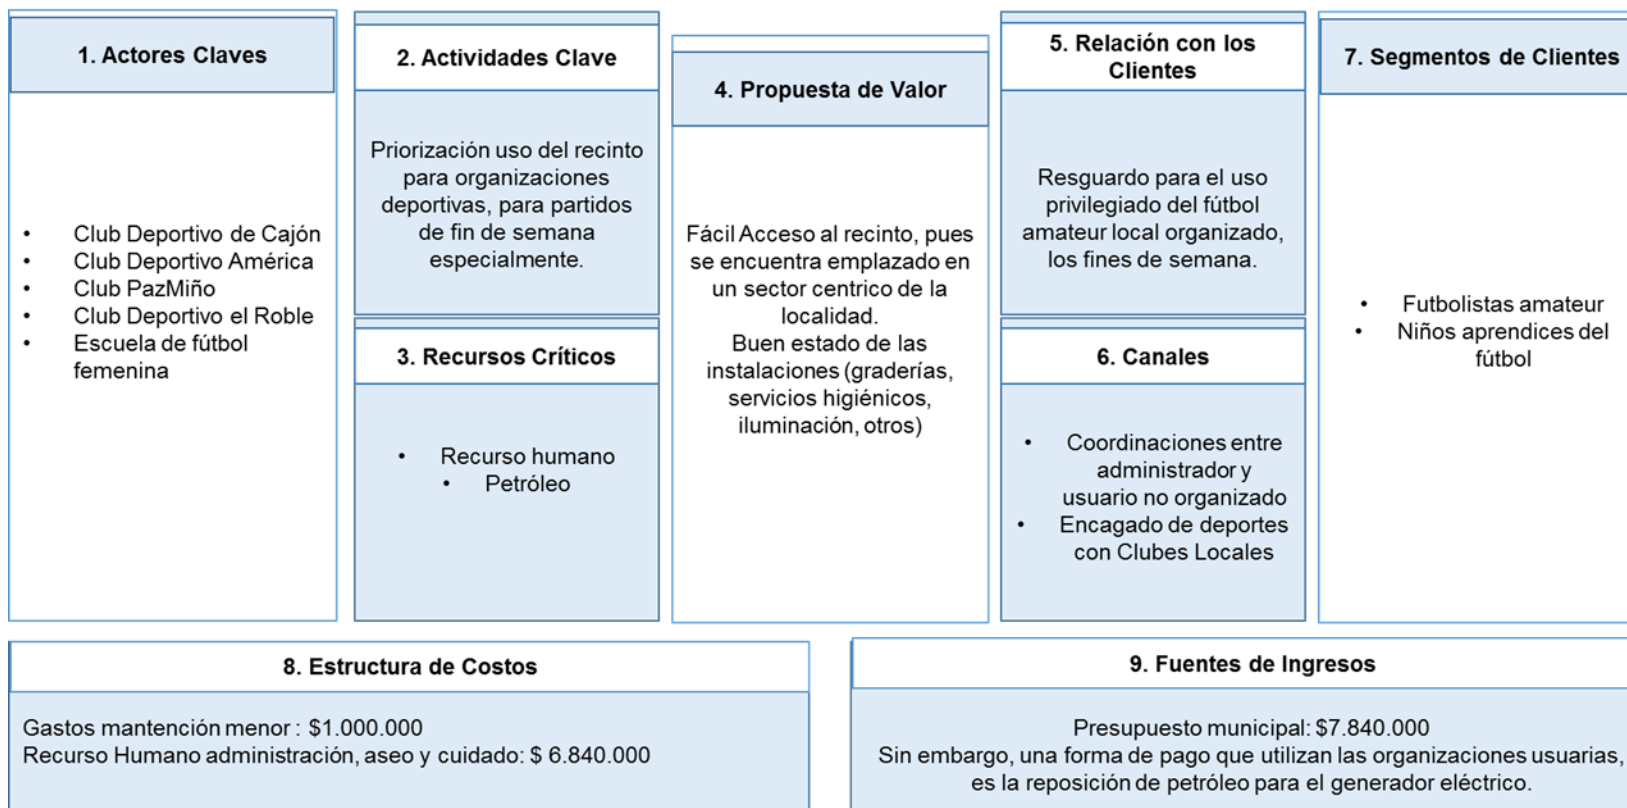 1. Actores Claves
• Club Deportivo de Cajón
• Club Deportivo América
• Club PazMiño
• Club Deportivo el Roble
• Escuela de fútbol
femenina
2. Actividades Clave
Priorización uso del recinto
para organizaciones
deportivas, para partidos
de fin de semana
especialmente.
3. Recursos Críticos
• Recurso humano
• Petróleo
4. Propuesta de Valor
Fácil Acceso al recinto, pues
se encuentra emplazado en
un sector centrico de la
localidad.
Buen estado de las
instalaciones (graderías,
servicios higiénicos,
iluminación, otros)
5. Relación con los
Clientes
Resguardo para el uso
privilegiado del fútbol
amateur local organizado,
los fines de semana.
6. Canales
• Coordinaciones entre
administrador y
usuario no organizado
• Encagado de deportes
con Clubes Locales
7. Segmentos de Clientes
• Futbolistas amateur
• Niños aprendices del
fútbol
8. Estructura de Costos
Gastos mantención menor : $1.000.000
Recurso Humano administración, aseo y cuidado: $ 6.840.000
9. Fuentes de Ingresos
Presupuesto municipal: $7.840.000
Sin embargo, una forma de pago que utilizan las organizaciones usuarias,
es la reposición de petróleo para el generador eléctrico.